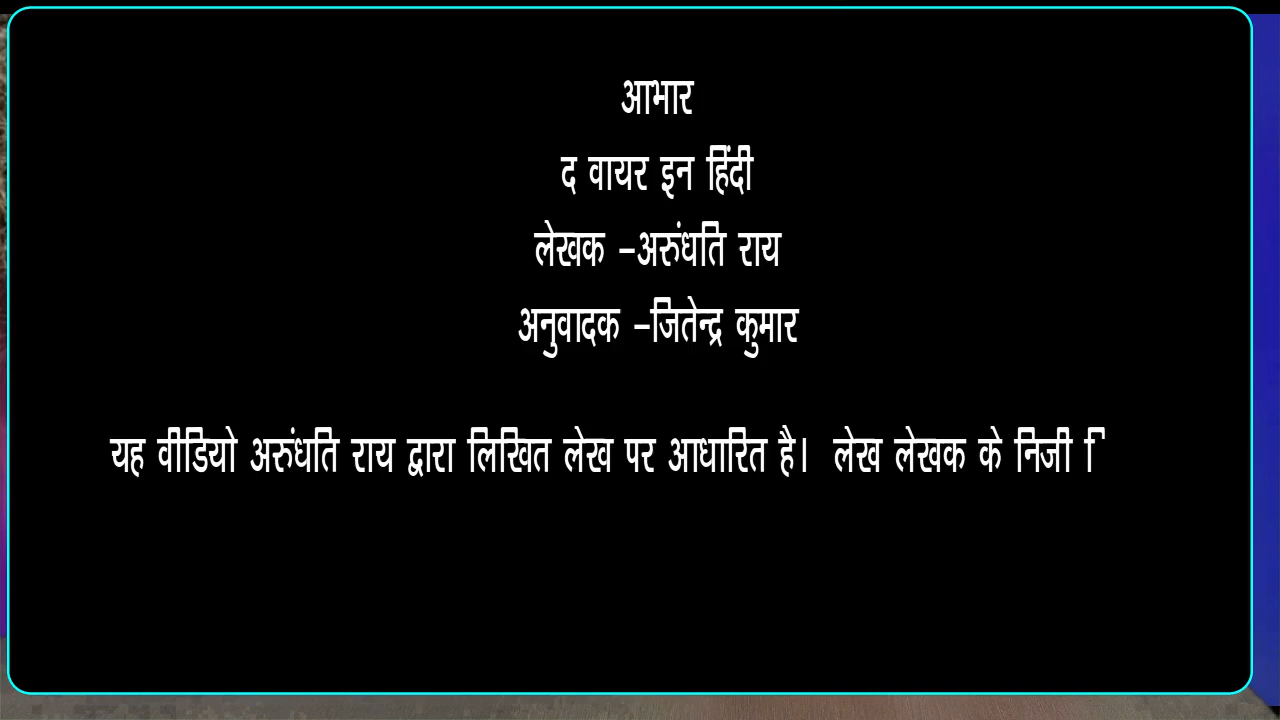 आभार
द वायर इन हिंदी
लेखक –अरुंधति राय
अनुवादक –जितेन्द्र कुमार
यह वीडियो अरुंधति राय द्वारा लिखित लेख पर आधारित है। लेख लेखक के निजी